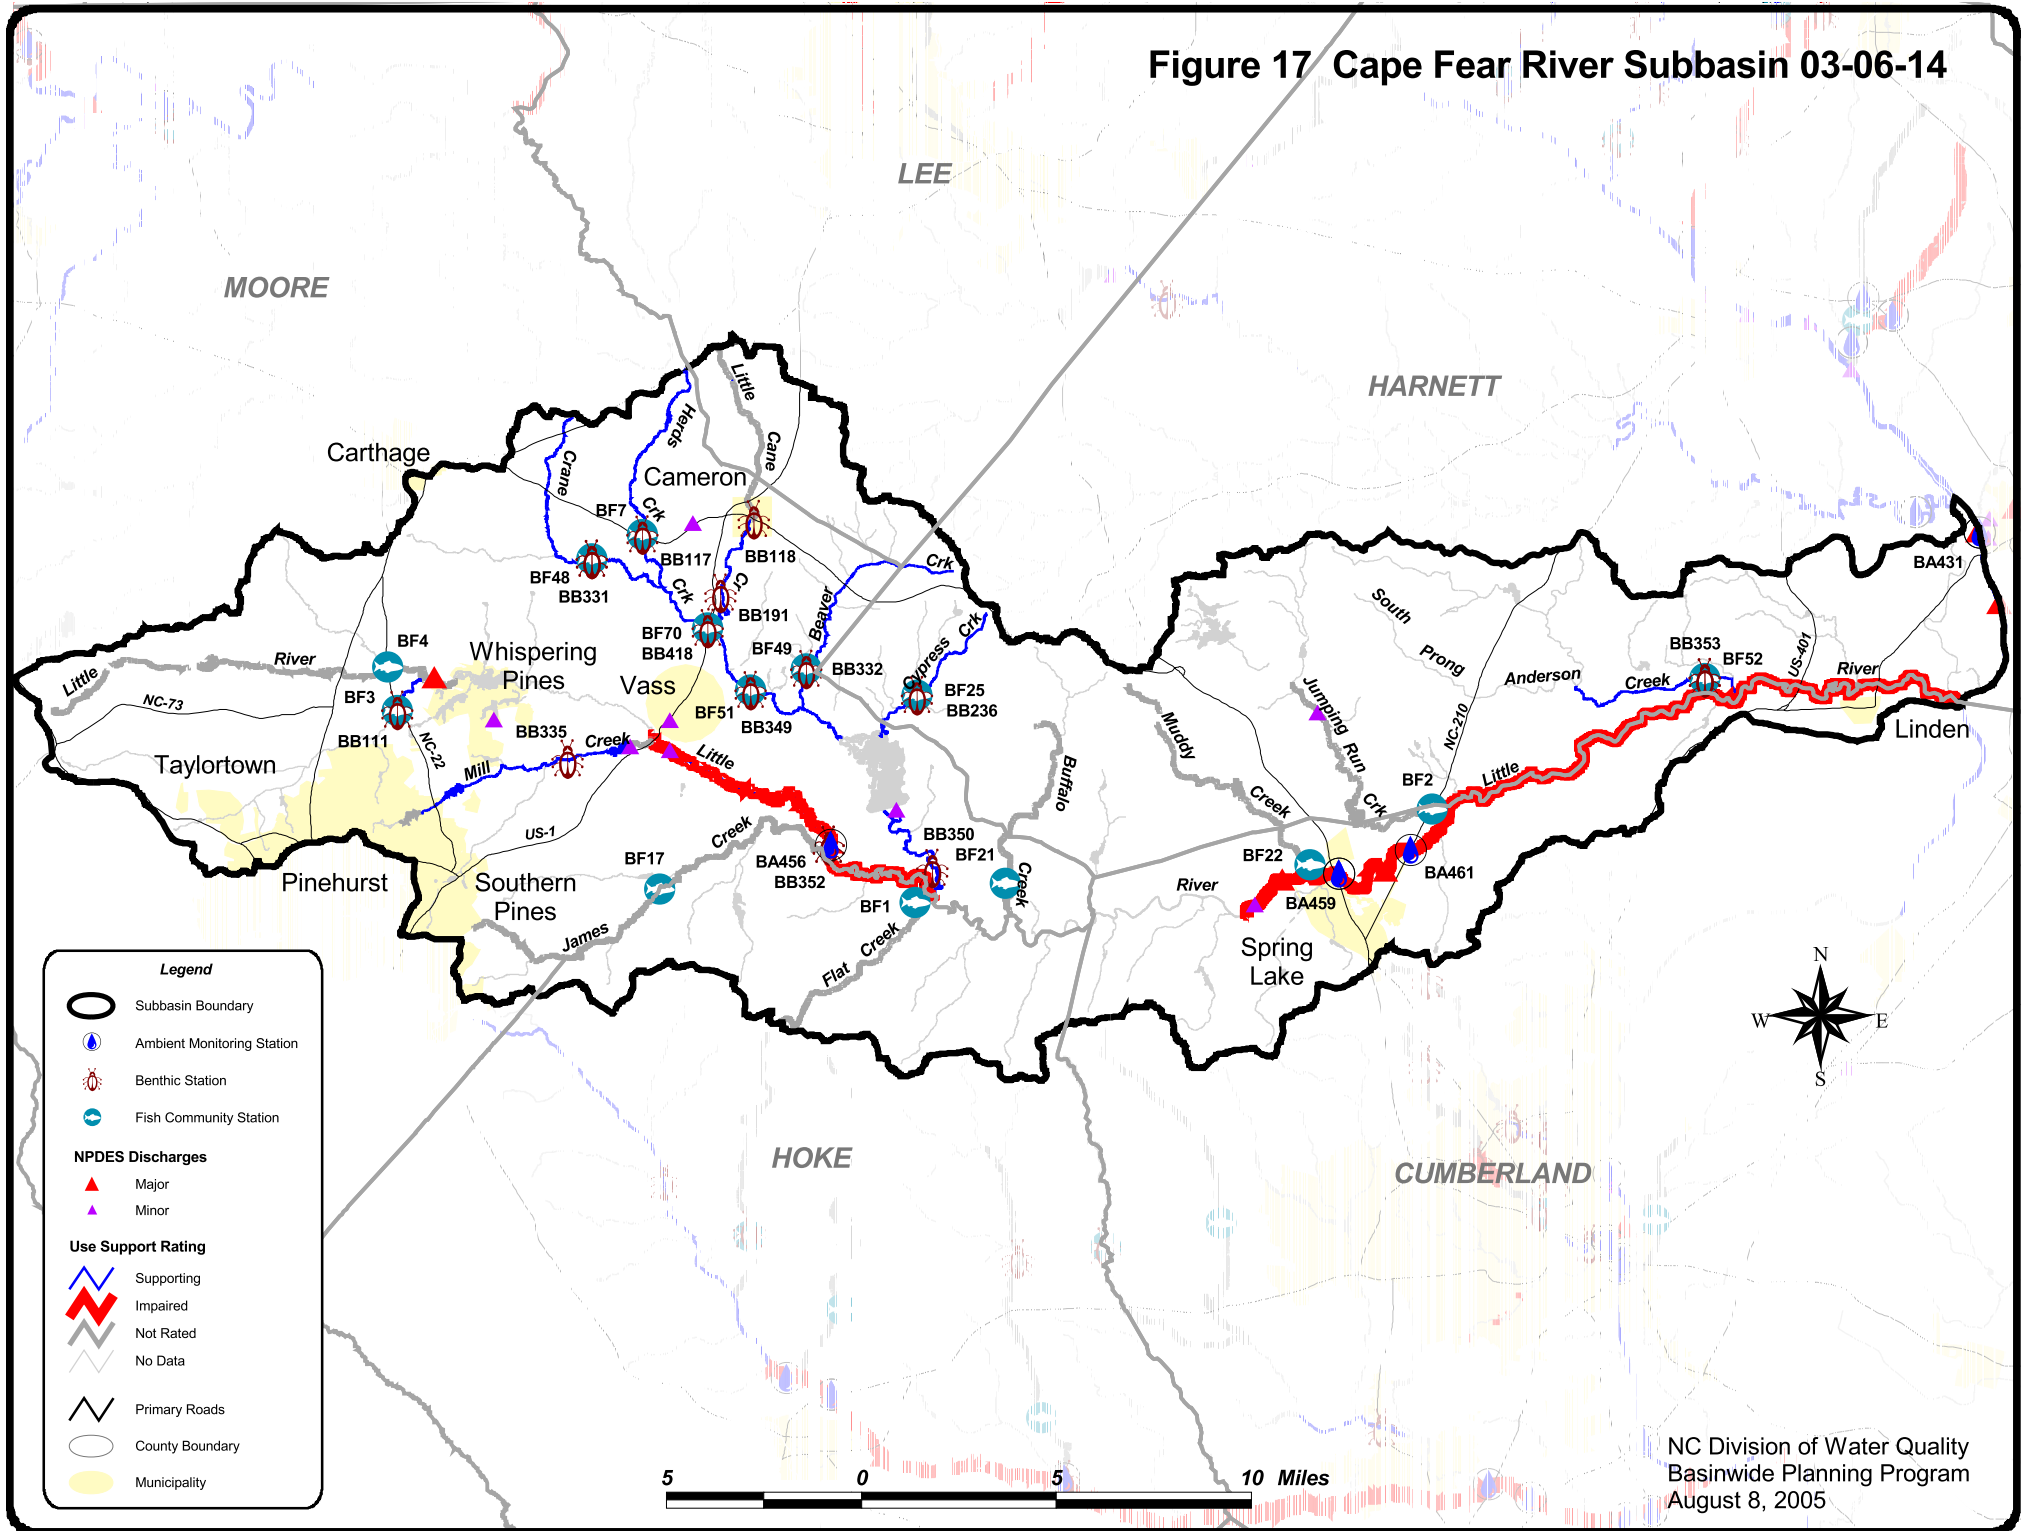 Figure 17 Cape Fear River Subbasin 03-06-14
LEE
MOORE
HARNETT
Little
Herds
Cane
Carthage
Crane
Cameron
BF7
Crk
BB117
BB118
BA431
BF48
BB331
Crk
Crk
Crk
BB191
Beaver
South
BF70
BB418
BF4
Whispering
Pines
BF49
BB332
Cypress
Crk
Prong
BB353
BF52
US-401
River
Little
River
Vass
BF25
BB236
Anderson
Creek
NC-73
BF3
BF51
BB349
Muddy
Jumping
Run
NC-210
Linden
BB111
NC-22
BB335
Creek
Little
Taylortown
Mill
Buffalo
BF2
Little
Creek
Crk
US-1
Creek
BB350
BF21
BF17
BA456
BB352
BF22
BA461
Pinehurst
Southern
Pines
BF1
Creek
River
BA459
James
Flat
Creek
Spring
Lake
N
W
E
S
Legend
Subbasin Boundary
Ambient Monitoring Station
Benthic Station
Fish Community Station
NPDES Discharges
Major
Minor
Use Support Rating
Supporting
Impaired
Not Rated
No Data
Primary Roads
County Boundary
Municipality
HOKE
CUMBERLAND
5 0 5 10 Miles
NC Division of Water Quality
Basinwide Planning Program
August 8, 2005